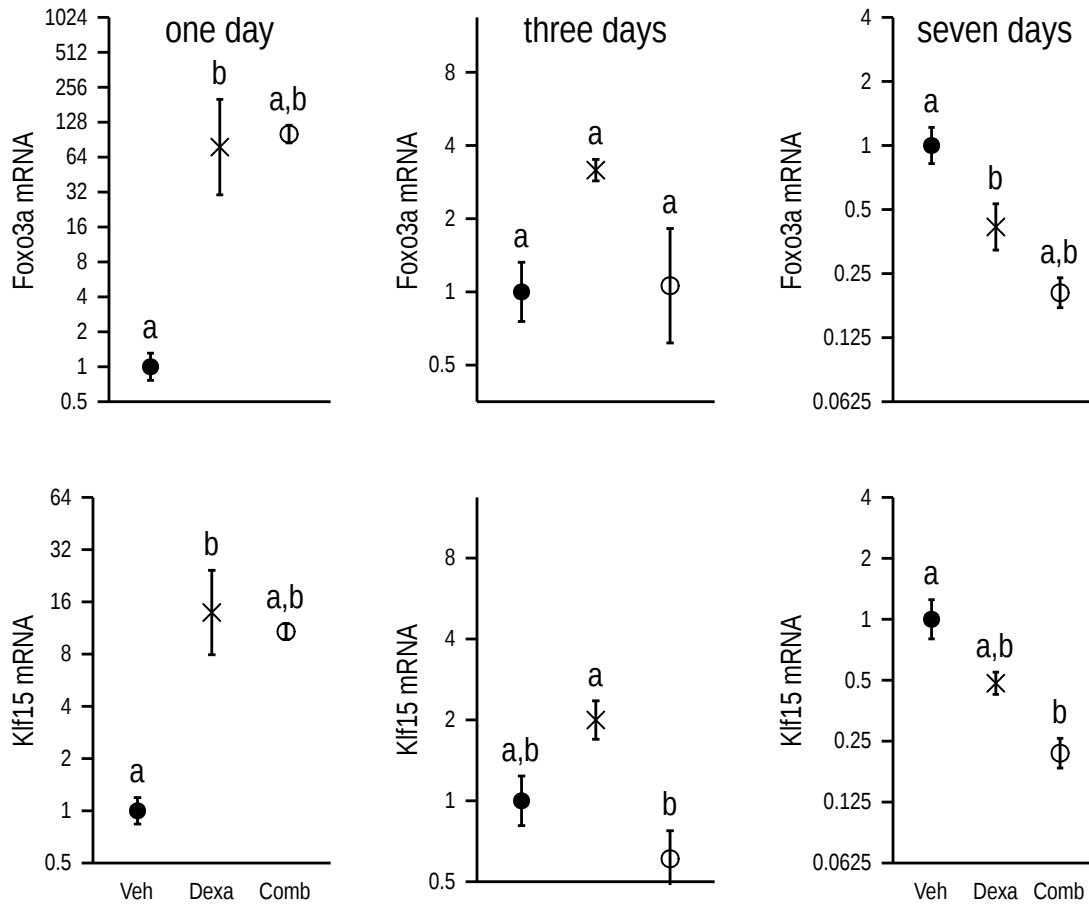 one day
three days
seven days
Foxo3a mRNA
1024
512
256
128
64
32
16
8
4
2
1
0.5
a
b
a,b
Foxo3a mRNA
8
4
2
1
0.5
a
a
a
Foxo3a mRNA
4
2
1
0.5
0.25
0.125
0.0625
a
b
a,b
Klf15 mRNA
64
32
16
8
4
2
1
0.5
a
b
a,b
Veh Dexa Comb
Klf15 mRNA
8
4
2
1
0.5
a,b
a
b
Klf15 mRNA
4
2
1
0.5
0.25
0.125
0.0625
a
a,b
b
Veh Dexa Comb